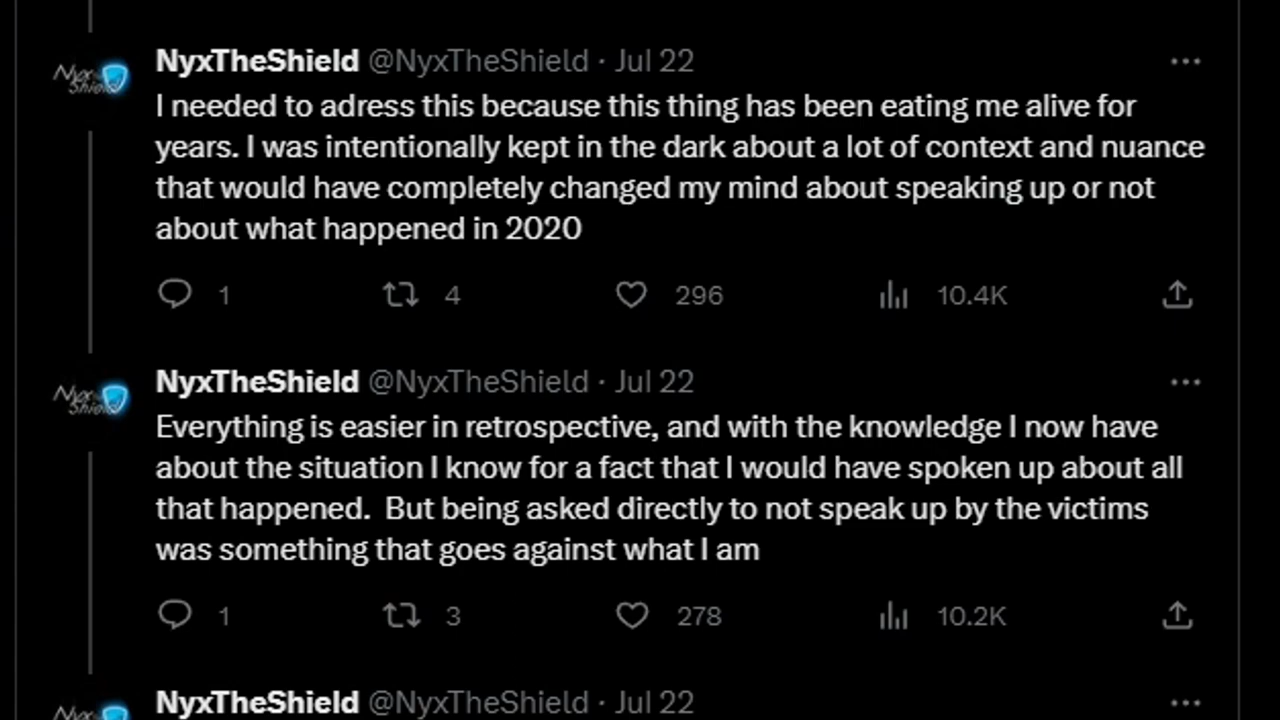 NyxTheShield @NyxTheShield · Jul 22
I needed to adress this because this thing has been eating me alive for
years. I was intentionally kept in the dark about a lot of context and nuance
that would have completely changed my mind about speaking up or not
about what happened in 2020
1 4 296 10.4K
NyxTheShield @NyxTheShield · Jul 22
Everything is easier in retrospective, and with the knowledge I now have
about the situation I know for a fact that I would have spoken up about all
that happened.  But being asked directly to not speak up by the victims
was something that goes against what I am
1 3 278 10.2K
NyxTheShield @NyxTheShield · Jul 22